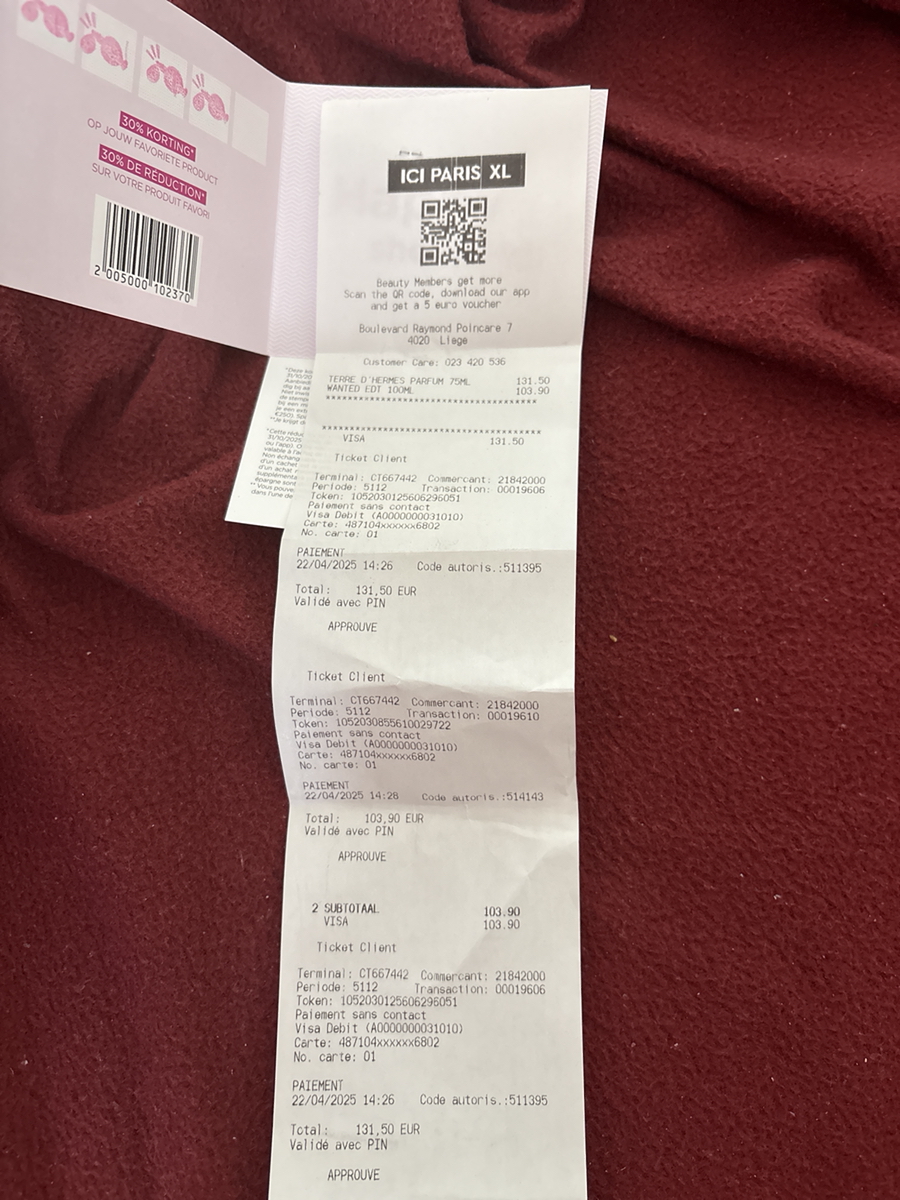 30% KORTING*
OP JOUW FAVORIETE PRODUCT
30% DE RÉDUCTION*
SUR VOTRE PRODUIT FAVORI
2 005000 102370
ICI PARIS XL
Beauty Members get more
Scan the QR code, download our app
and get a 5 euro voucher
Boulevard Raymond Poincare 7
4020 Liege
Customer Care: 023 420 536
TERRE D'HERMES PARFUM 75ML 131.50
WANTED EDT 100ML 103.90
VISA 131.50
Ticket Client
Terminal: CT667442 Commercant: 21842000
Periode: 5112 Transaction: 00019606
Token: 1052030125606296051
Paiement sans contact
Visa Debit (A0000000031010)
Carte: 487104xxxxxx6802
No. carte: 01
PAIEMENT
22/04/2025 14:26 Code autoris.:511395
Total: 131,50 EUR
Validé avec PIN
APPROUVE
Ticket Client
Terminal: CT667442 Commercant: 21842000
Periode: 5112 Transaction: 00019610
Token: 1052030855610029722
Paiement sans contact
Visa Debit (A0000000031010)
Carte: 487104xxxxxx6802
No. carte: 01
PAIEMENT
22/04/2025 14:28 Code autoris.:514143
Total: 103,90 EUR
Validé avec PIN
APPROUVE
2 SUBTOTAAL 103.90
VISA 103.90
Ticket Client
Terminal: CT667442 Commercant: 21842000
Periode: 5112 Transaction: 00019606
Token: 1052030125606296051
Paiement sans contact
Visa Debit (A0000000031010)
Carte: 487104xxxxxx6802
No. carte: 01
PAIEMENT
22/04/2025 14:26 Code autoris.:511395
Total: 131,50 EUR
Validé avec PIN
APPROUVE